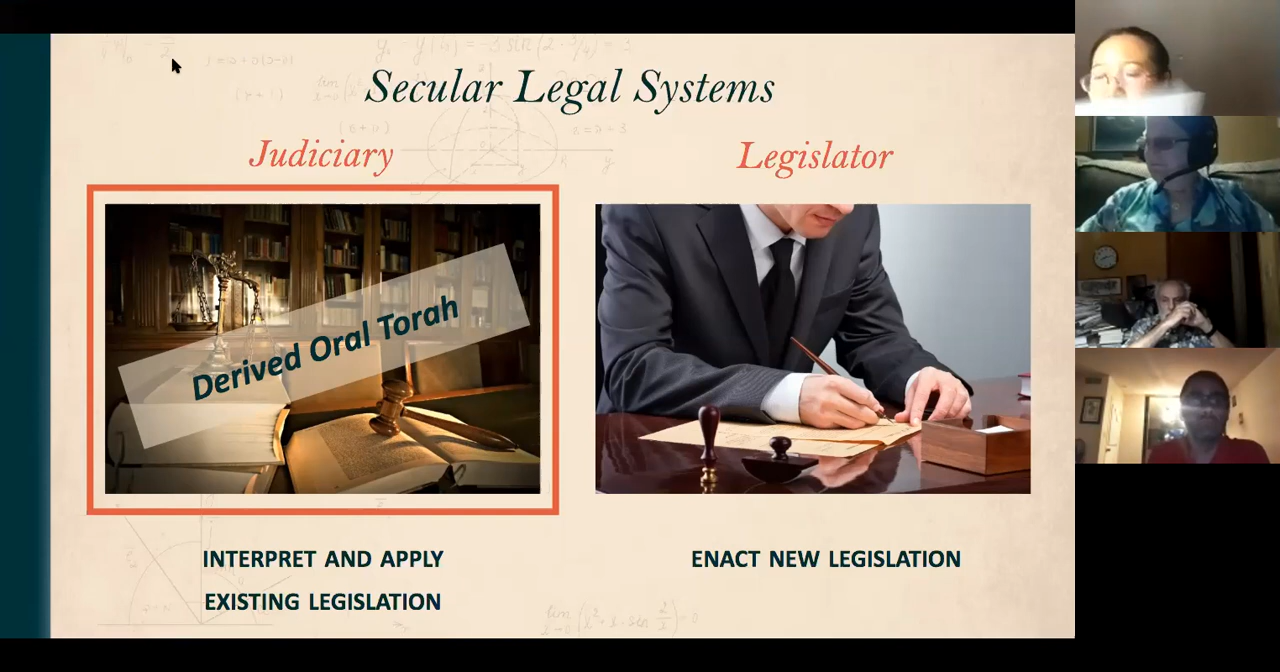 Secular Legal Systems
Judiciary
Legislator
Derived Oral Torah
INTERPRET AND APPLY
EXISTING LEGISLATION
ENACT NEW LEGISLATION